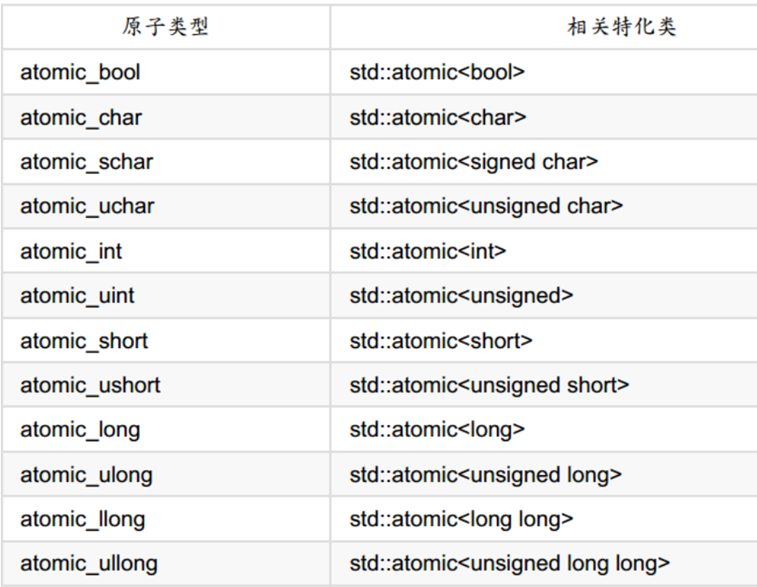 原子类型 相关特化类
atomic_bool std::atomic<bool>
atomic_char std::atomic<char>
atomic_schar std::atomic<signed char>
atomic_uchar std::atomic<unsigned char>
atomic_int std::atomic<int>
atomic_uint std::atomic<unsigned>
atomic_short std::atomic<short>
atomic_ushort std::atomic<unsigned short>
atomic_long std::atomic<long>
atomic_ulong std::atomic<unsigned long>
atomic_llong std::atomic<long long>
atomic_ullong std::atomic<unsigned long long>